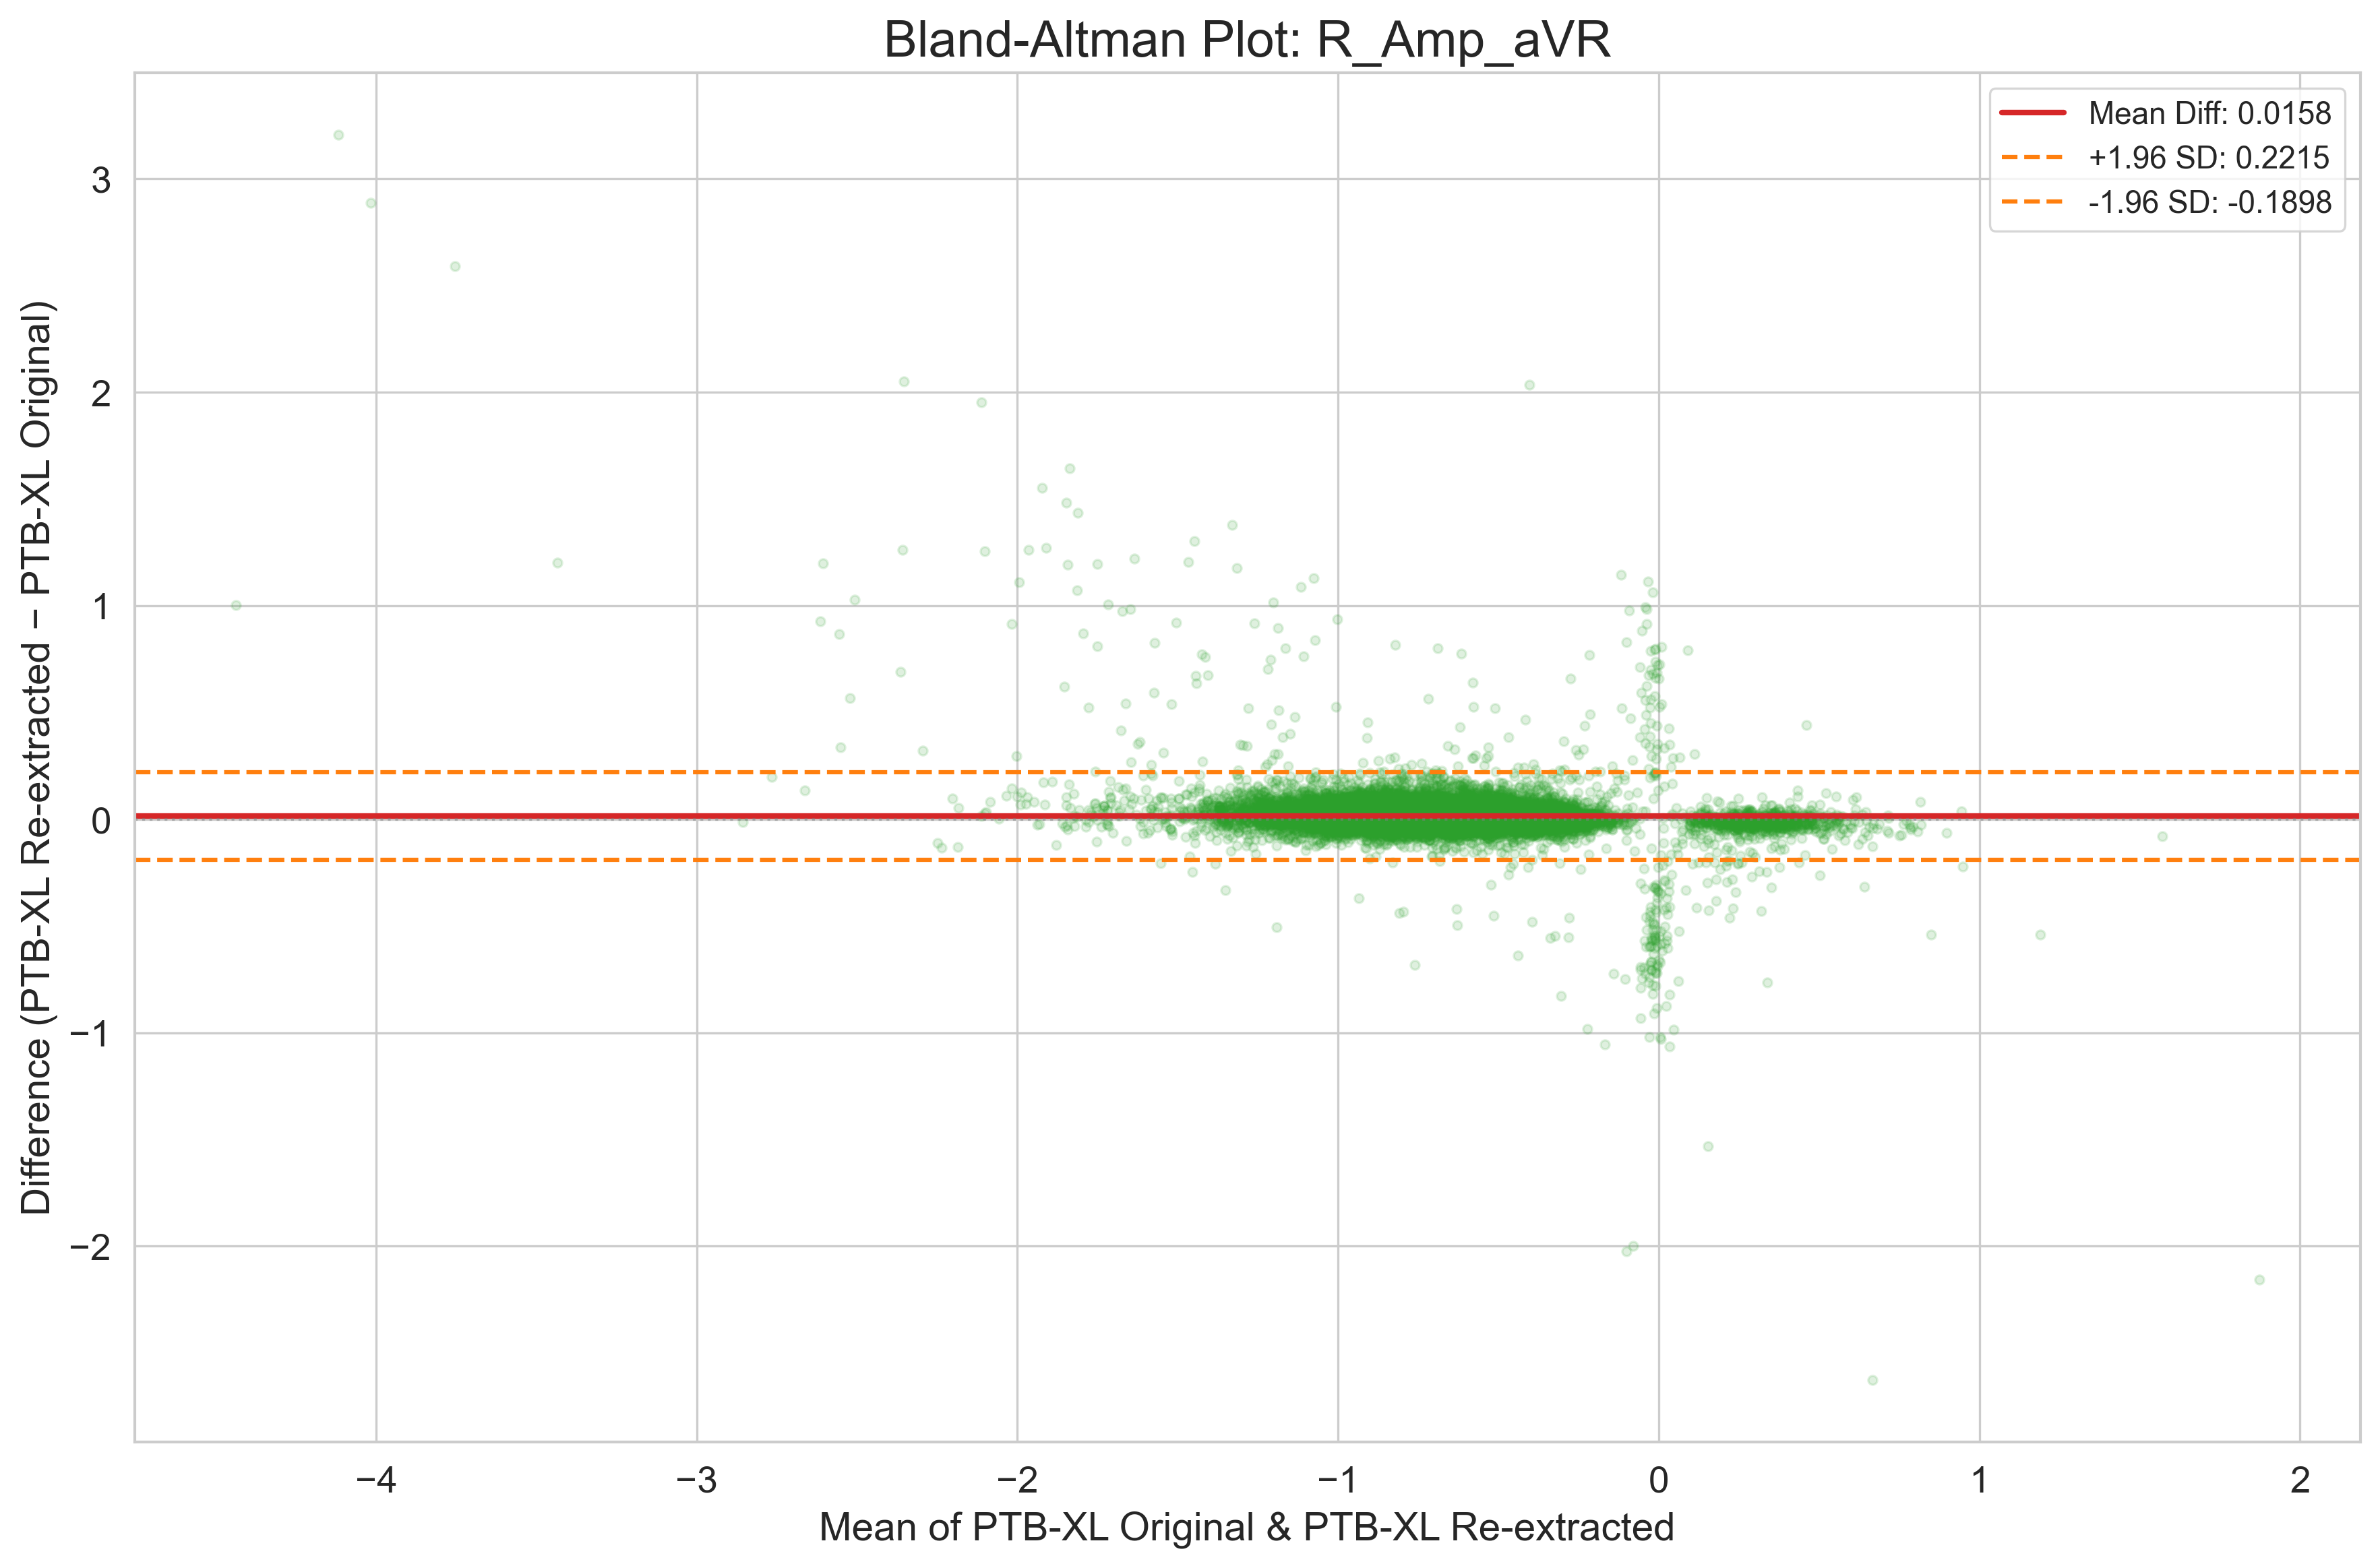 Bland-Altman Plot: R_Amp_aVR
Mean Diff: 0.0158
+1.96 SD: 0.2215
-1.96 SD: -0.1898
Difference (PTB-XL Re-extracted − PTB-XL Original)
3
2
1
0
−1
−2
−4
−3
−2
−1
0
1
2
Mean of PTB-XL Original & PTB-XL Re-extracted